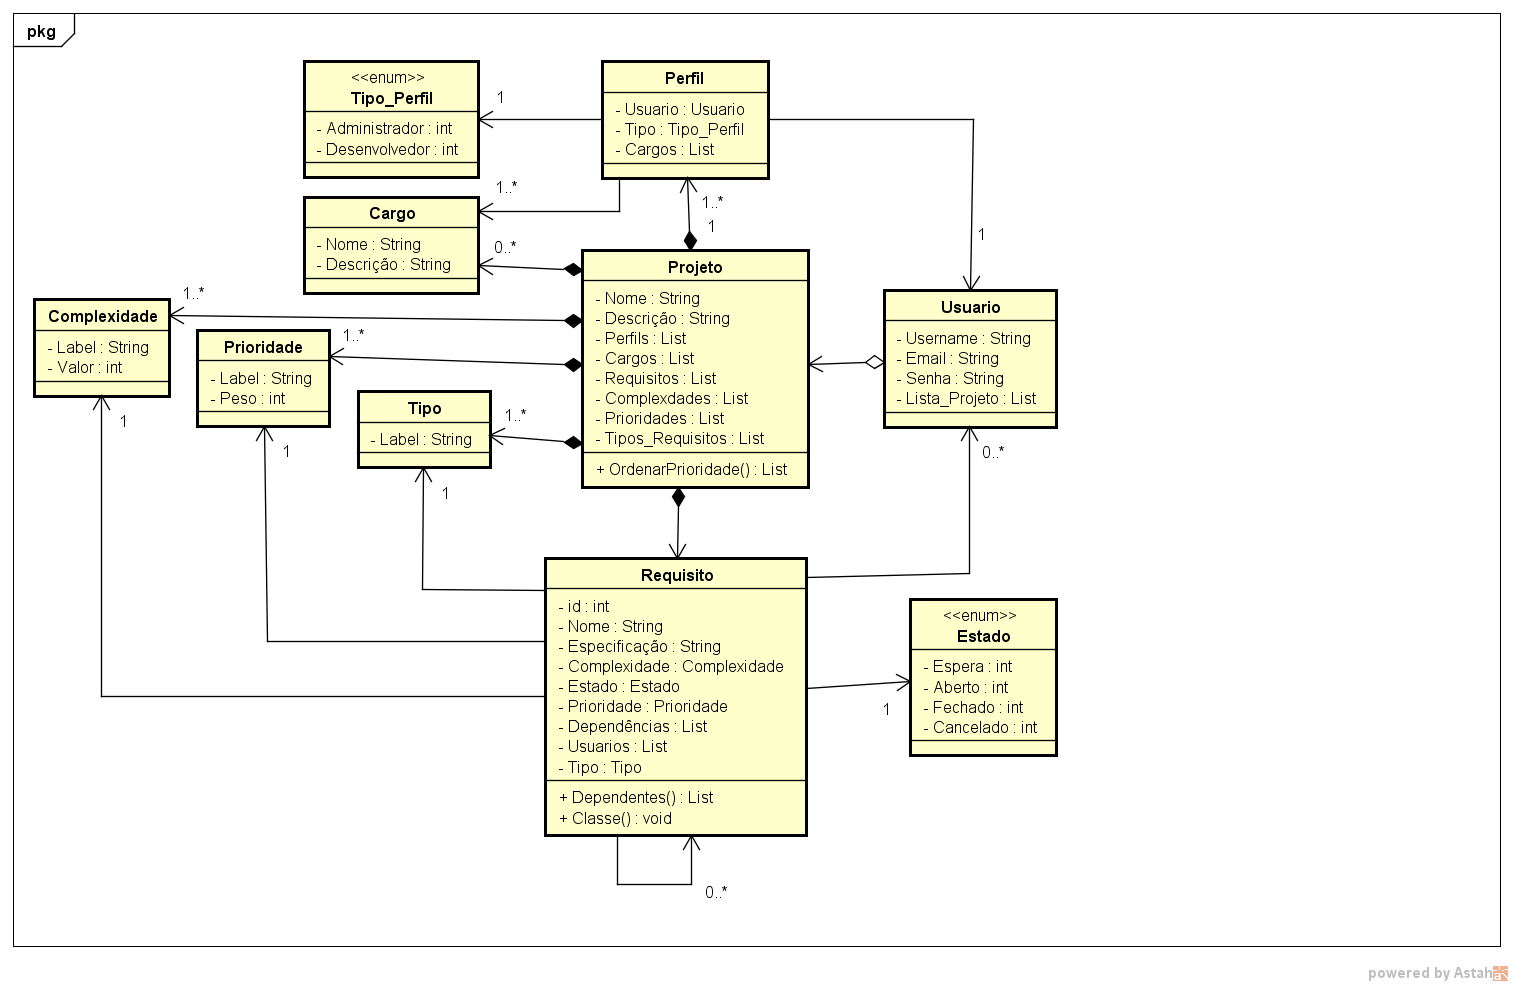 pkg
<<enum>>
Tipo_Perfil
- Administrador : int
- Desenvolvedor : int
1
Perfil
- Usuario : Usuario
- Tipo : Tipo_Perfil
- Cargos : List
1..*
1..*
1
1
Cargo
- Nome : String
- Descrição : String
0..*
Projeto
- Nome : String
- Descrição : String
- Perfils : List
- Cargos : List
- Requisitos : List
- Complexdades : List
- Prioridades : List
- Tipos_Requisitos : List
+ OrdenarPrioridade() : List
Usuario
- Username : String
- Email : String
- Senha : String
- Lista_Projeto : List
0..*
1..*
Complexidade
- Label : String
- Valor : int
1
1..*
Prioridade
- Label : String
- Peso : int
1
1..*
Tipo
- Label : String
1
Requisito
- id : int
- Nome : String
- Especificação : String
- Complexidade : Complexidade
- Estado : Estado
- Prioridade : Prioridade
- Dependências : List
- Usuarios : List
- Tipo : Tipo
+ Dependentes() : List
+ Classe() : void
0..*
1
<<enum>>
Estado
- Espera : int
- Aberto : int
- Fechado : int
- Cancelado : int
powered by Astah